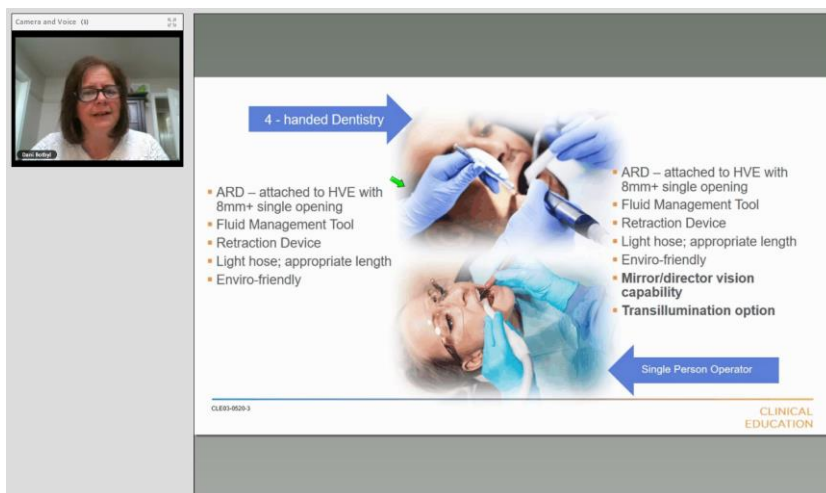 Camera and Voice (1)
Dani Botbyl
4 - handed Dentistry
ARD – attached to HVE with
8mm+ single opening
Fluid Management Tool
Retraction Device
Light hose; appropriate length
Enviro-friendly
ARD – attached to HVE with
8mm+ single opening
Fluid Management Tool
Retraction Device
Light hose; appropriate length
Enviro-friendly
Mirror/director vision
capability
Transillumination option
Single Person Operator
CLE03-0520-3
CLINICAL
EDUCATION